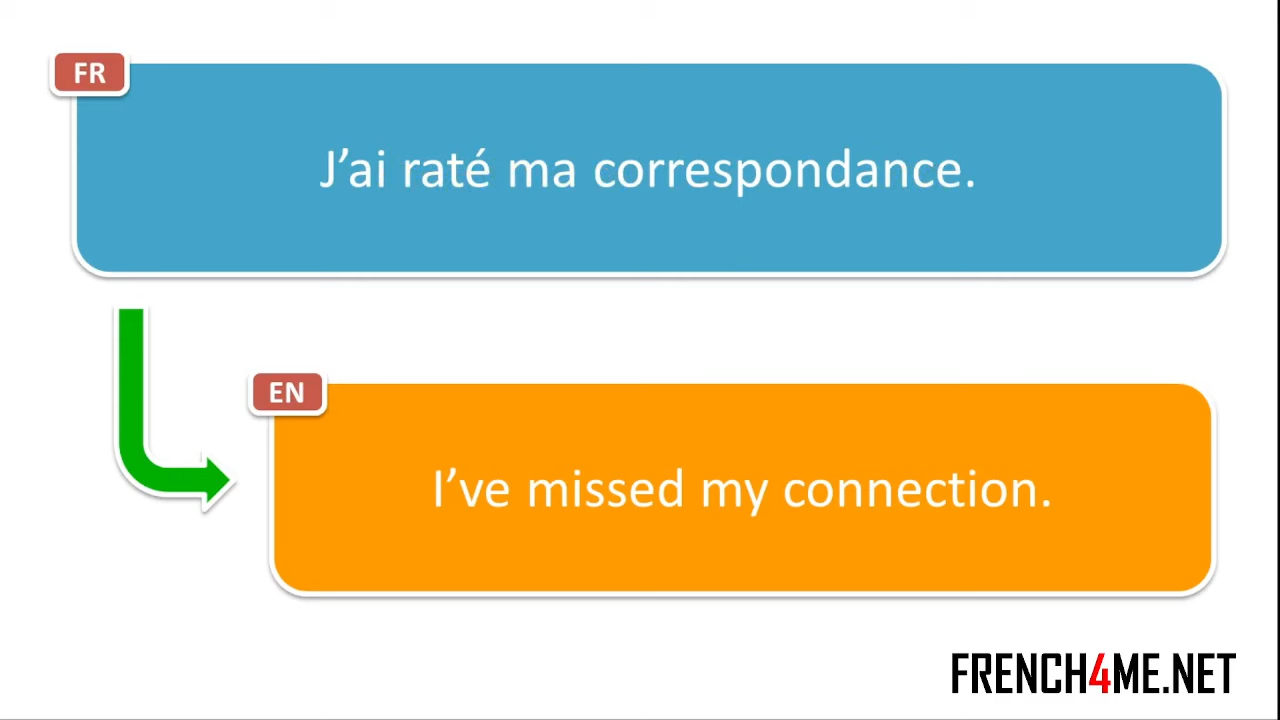 FR
J’ai raté ma correspondance.
EN
I’ve missed my connection.
FRENCH4ME.NET